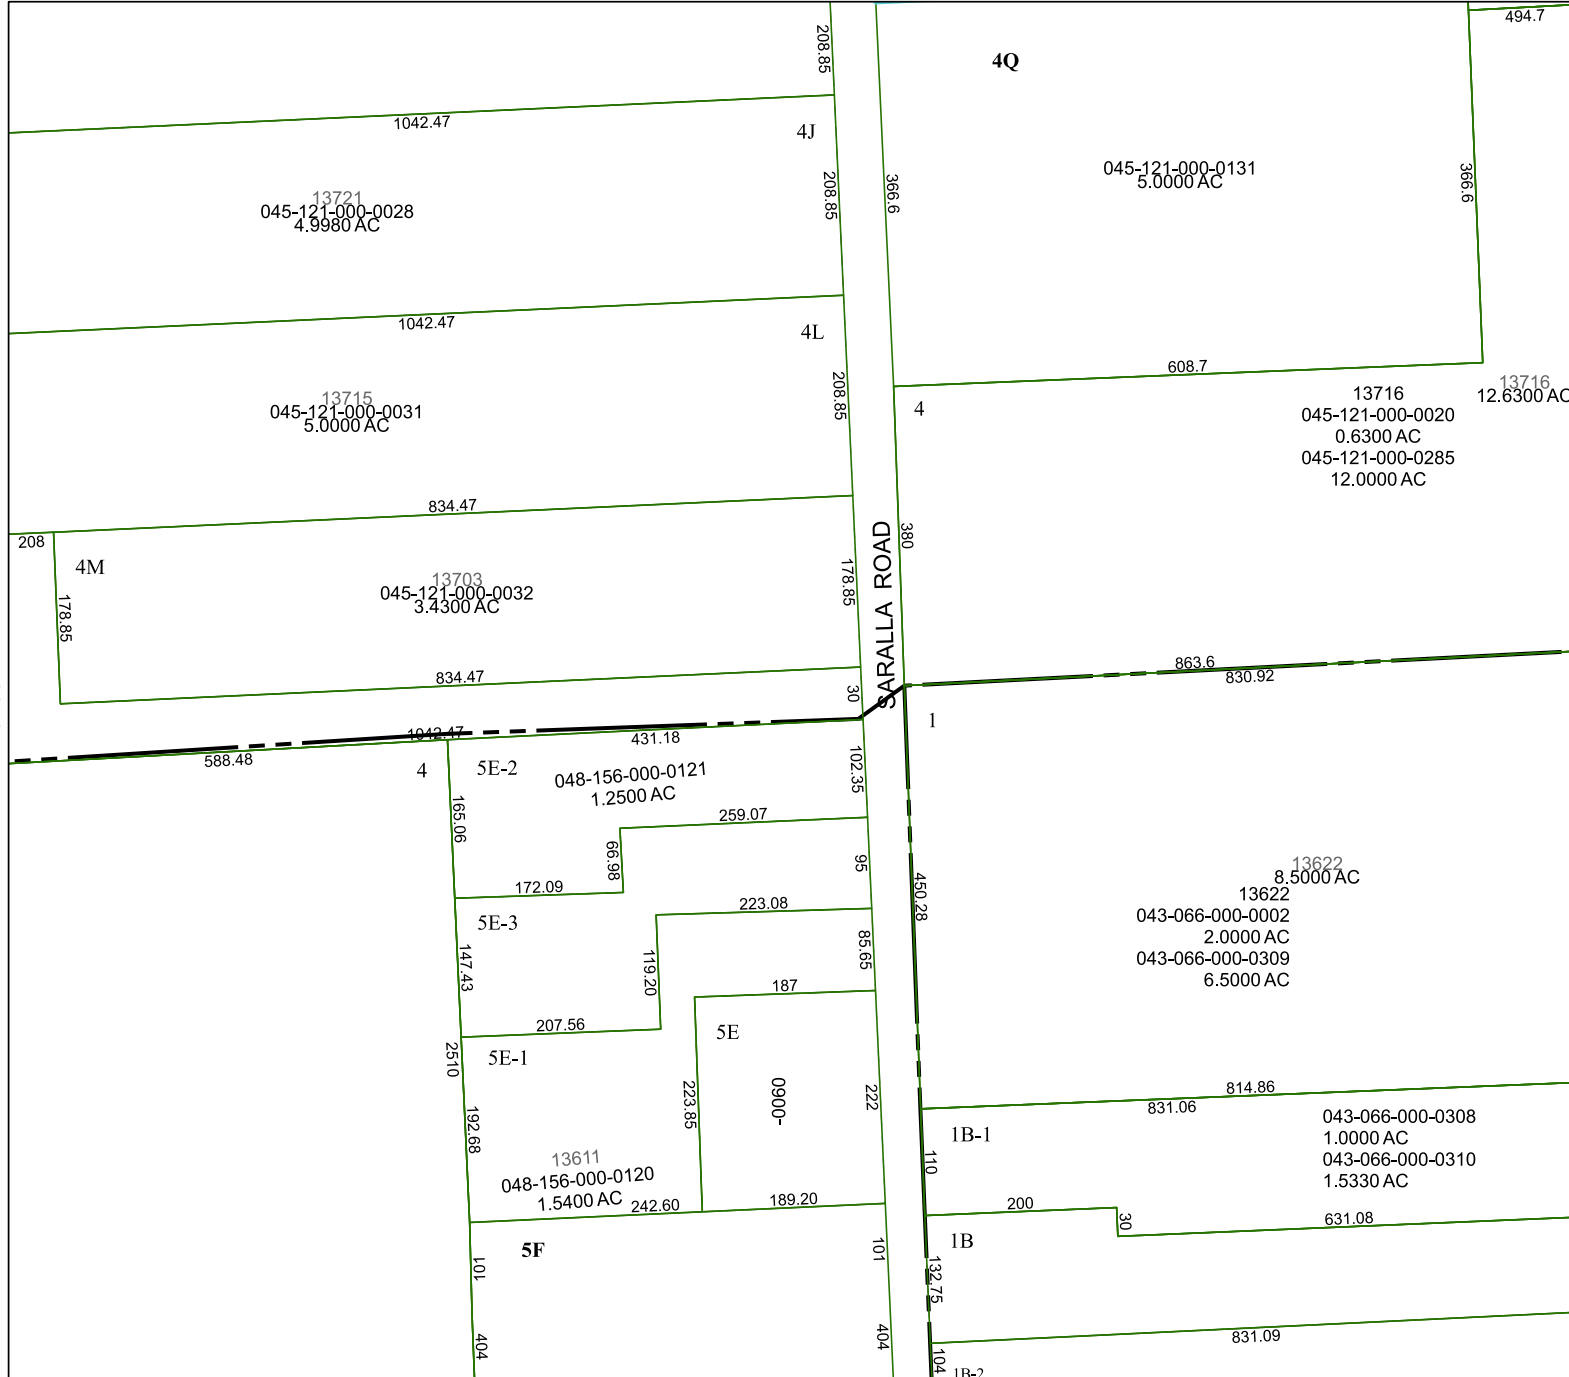 494.7
208.85
4Q
1042.47
4J
13721
045-121-000-0028
4.9980 AC
208.85
366.6
045-121-000-0131
5.0000 AC
366.6
1042.47
4L
13715
045-121-000-0031
5.0000 AC
208.85
608.7
4
13716
045-121-000-0020
0.6300 AC
045-121-000-0285
12.0000 AC
13716
12.6300 AC
834.47
208
4M
178.85
13703
045-121-000-0032
3.4300 AC
178.85
SARALLA ROAD
380
834.47
30
863.6
830.92
1
1042.47
431.18
588.48
4
5E-2
048-156-000-0121
1.2500 AC
102.35
165.06
259.07
66.98
172.09
95
450.28
13622
8.5000 AC
13622
043-066-000-0002
2.0000 AC
043-066-000-0309
6.5000 AC
5E-3
223.08
147.43
119.20
85.65
187
207.56
5E
5E-1
2510
223.85
0900-
222
192.68
13611
048-156-000-0120
1.5400 AC
242.60
189.20
814.86
831.06
1B-1
110
043-066-000-0308
1.0000 AC
043-066-000-0310
1.5330 AC
200
30
631.08
1B
132.75
5F
101
101
404
404
831.09
104
1B-2